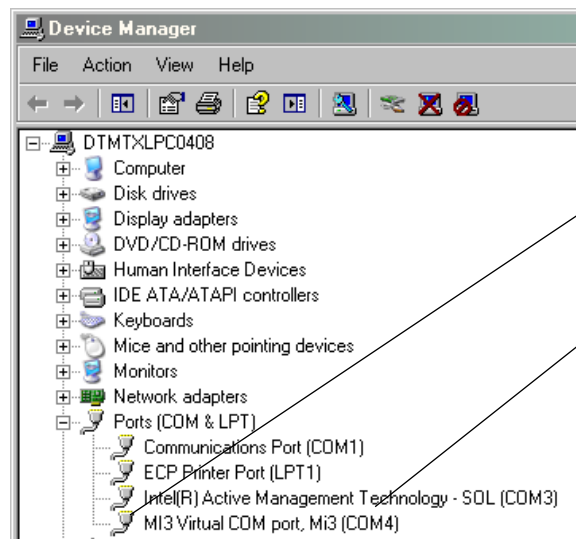 Device Manager
File Action View Help
DTMTXLPC0408
Computer
Disk drives
Display adapters
DVD/CD-ROM drives
Human Interface Devices
IDE ATA/ATAPI controllers
Keyboards
Mice and other pointing devices
Monitors
Network adapters
Ports (COM & LPT)
Communications Port (COM1)
ECP Printer Port (LPT1)
Intel(R) Active Management Technology - SOL (COM3)
MI3 Virtual COM port, Mi3 (COM4)